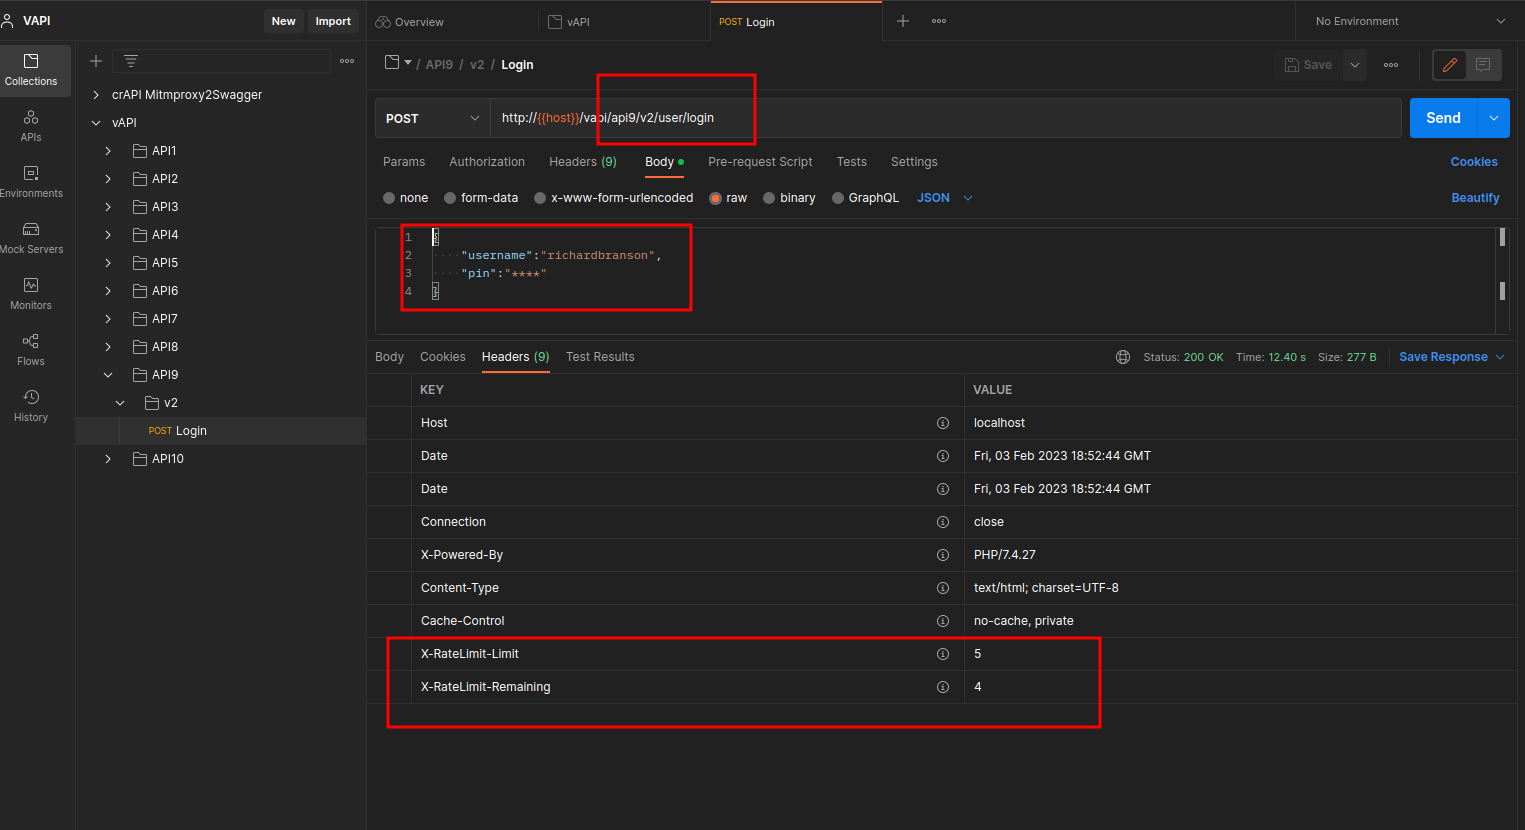 VAPI
New
Import
Overview
vAPI
POST Login
No Environment
Collections
APIs
Environments
Mock Servers
Monitors
Flows
History
crAPI Mitmproxy2Swagger
vAPI
API1
API2
API3
API4
API5
API6
API7
API8
API9
v2
POST Login
API10
/ API9 / v2 / LogIn
Save
POST
http://{{host}}/vapi/api9/v2/user/login
Send
Params
Authorization
Headers (9)
Body
Pre-request Script
Tests
Settings
Cookies
none
form-data
x-www-form-urlencoded
raw
binary
GraphQL
JSON
Beautify
1 {
2 "username":"richardbranson",
3 "pin":"****"
4 }
Body
Cookies
Headers (9)
Test Results
Status: 200 OK
Time: 12.40 s
Size: 277 B
Save Response
KEY VALUE
Host localhost
Date Fri, 03 Feb 2023 18:52:44 GMT
Date Fri, 03 Feb 2023 18:52:44 GMT
Connection close
X-Powered-By PHP/7.4.27
Content-Type text/html; charset=UTF-8
Cache-Control no-cache, private
X-RateLimit-Limit 5
X-RateLimit-Remaining 4